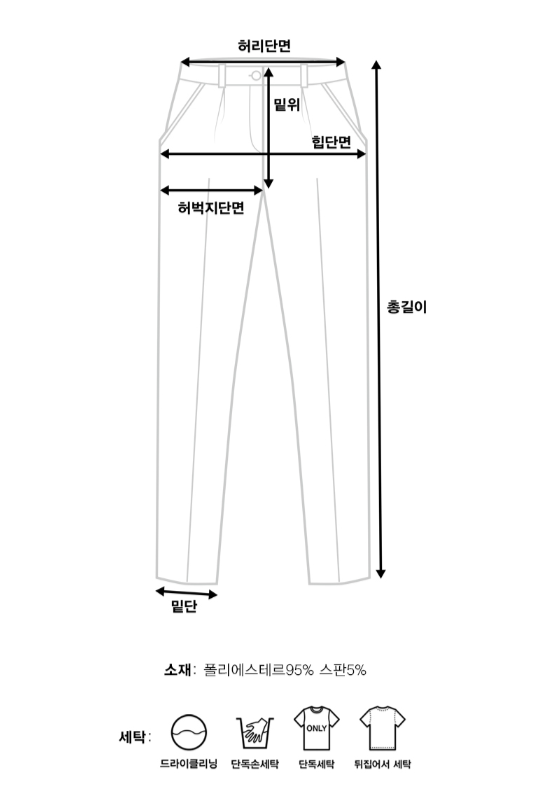 허리단면
밑위
힙단면
허벅지단면
총길이
밑단
소재: 폴리에스테르95% 스판5%
세탁:
ONLY
드라이클리닝 단독손세탁 단독세탁 뒤집어서 세탁